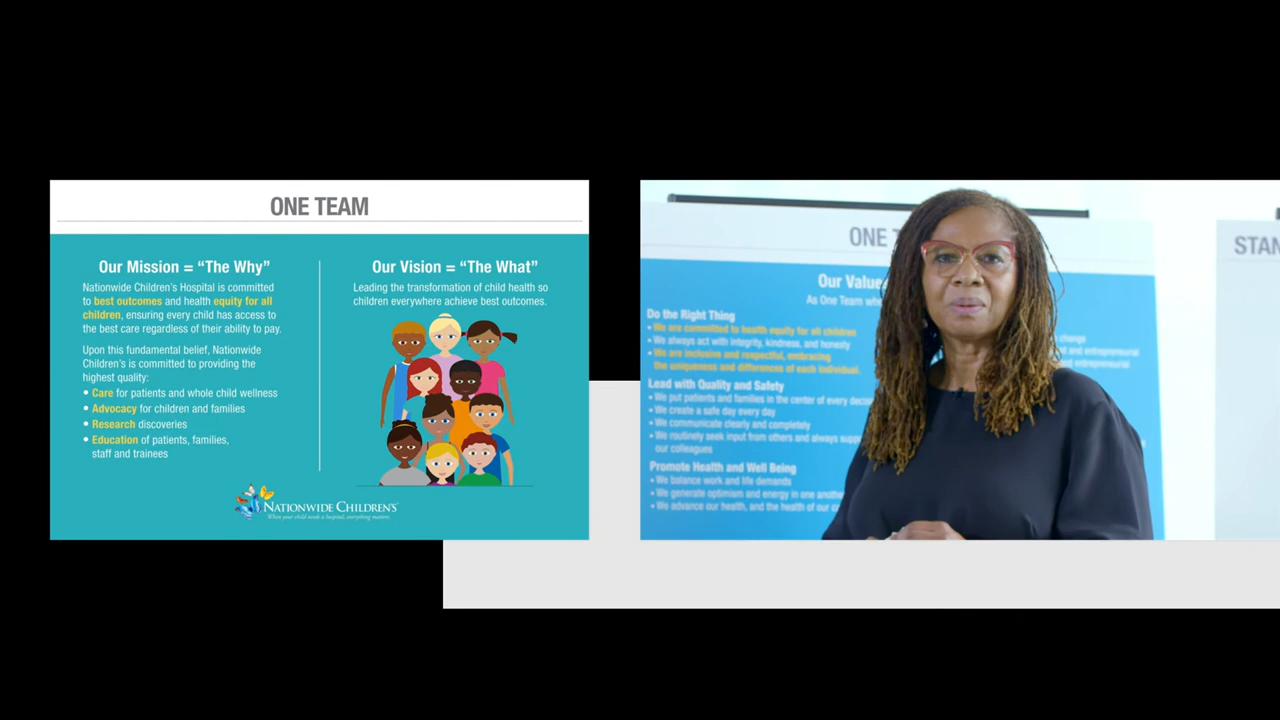 ONE TEAM
Our Mission = “The Why”
Nationwide Children’s Hospital is committed
to best outcomes and health equity for all
children, ensuring every child has access to
the best care regardless of their ability to pay.
Upon this fundamental belief, Nationwide
Children’s is committed to providing the
highest quality:
• Care for patients and whole child wellness
• Advocacy for children and families
• Research discoveries
• Education of patients, families,
staff and trainees
Our Vision = “The What”
Leading the transformation of child health so
children everywhere achieve best outcomes.
NATIONWIDE CHILDREN’S
When your child needs a hospital, everything matters.
ONE
Our
As One Team
Do the Right Thing
• We are committed to health equity for all children
• We always act with integrity, kindness, and honesty
• We are inclusive and respectful, embracing
the uniqueness and differences of each individual.
Lead with Quality and Safety
• We put patients and families in the center of every
• We create a safe day every day
• We communicate clearly and completely
• We routinely seek input from others and always
our colleagues
Promote Health and Well Being
• We balance work and life demands
• We generate optimism and energy in one
• We advance our health, and the health of our
change
and entrepreneurial
entrepreneurial